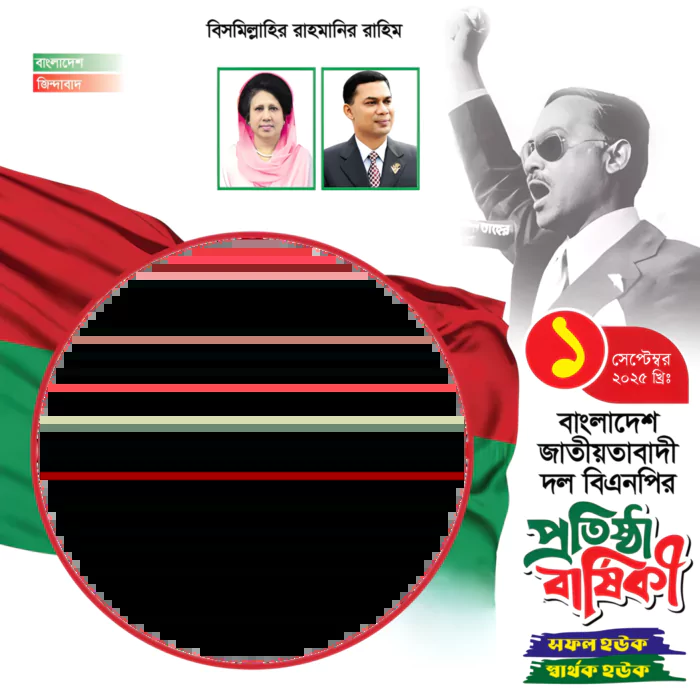 বিসমিল্লাহির রাহমানির রাহিম
বাংলাদেশ
জিন্দাবাদ
১
সেপ্টেম্বর
২০২৫ খ্রিঃ
বাংলাদেশ
জাতীয়তাবাদী
দল বিএনপির
প্রতিষ্ঠা
বার্ষিকী
সফল হউক
স্বার্থক হউক